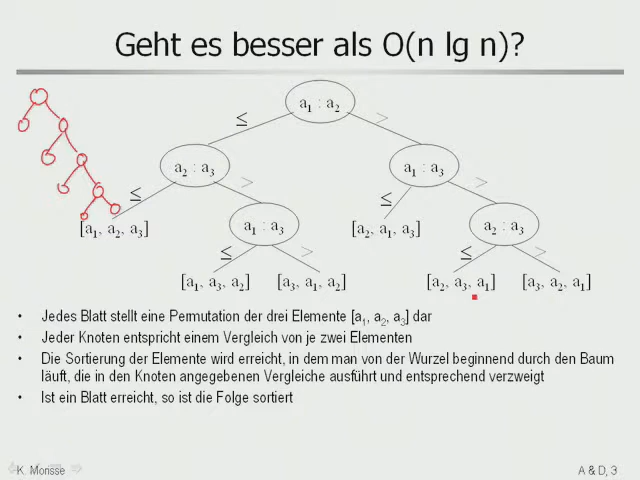 Geht es besser als O(n lg n)?
a₁ : a₂
≤ >
a₂ : a₃ a₁ : a₃
≤ > ≤ >
[a₁, a₂, a₃] a₁ : a₃ [a₂, a₁, a₃] a₂ : a₃
≤ > ≤ >
[a₁, a₃, a₂] [a₃, a₁, a₂] [a₂, a₃, a₁] [a₃, a₂, a₁]
• Jedes Blatt stellt eine Permutation der drei Elemente [a₁, a₂, a₃] dar
• Jeder Knoten entspricht einem Vergleich von je zwei Elementen
• Die Sortierung der Elemente wird erreicht, in dem man von der Wurzel beginnend durch den Baum
läuft, die in den Knoten angegebenen Vergleiche ausführt und entsprechend verzweigt
• Ist ein Blatt erreicht, so ist die Folge sortiert
K. Morisse A & D, 3